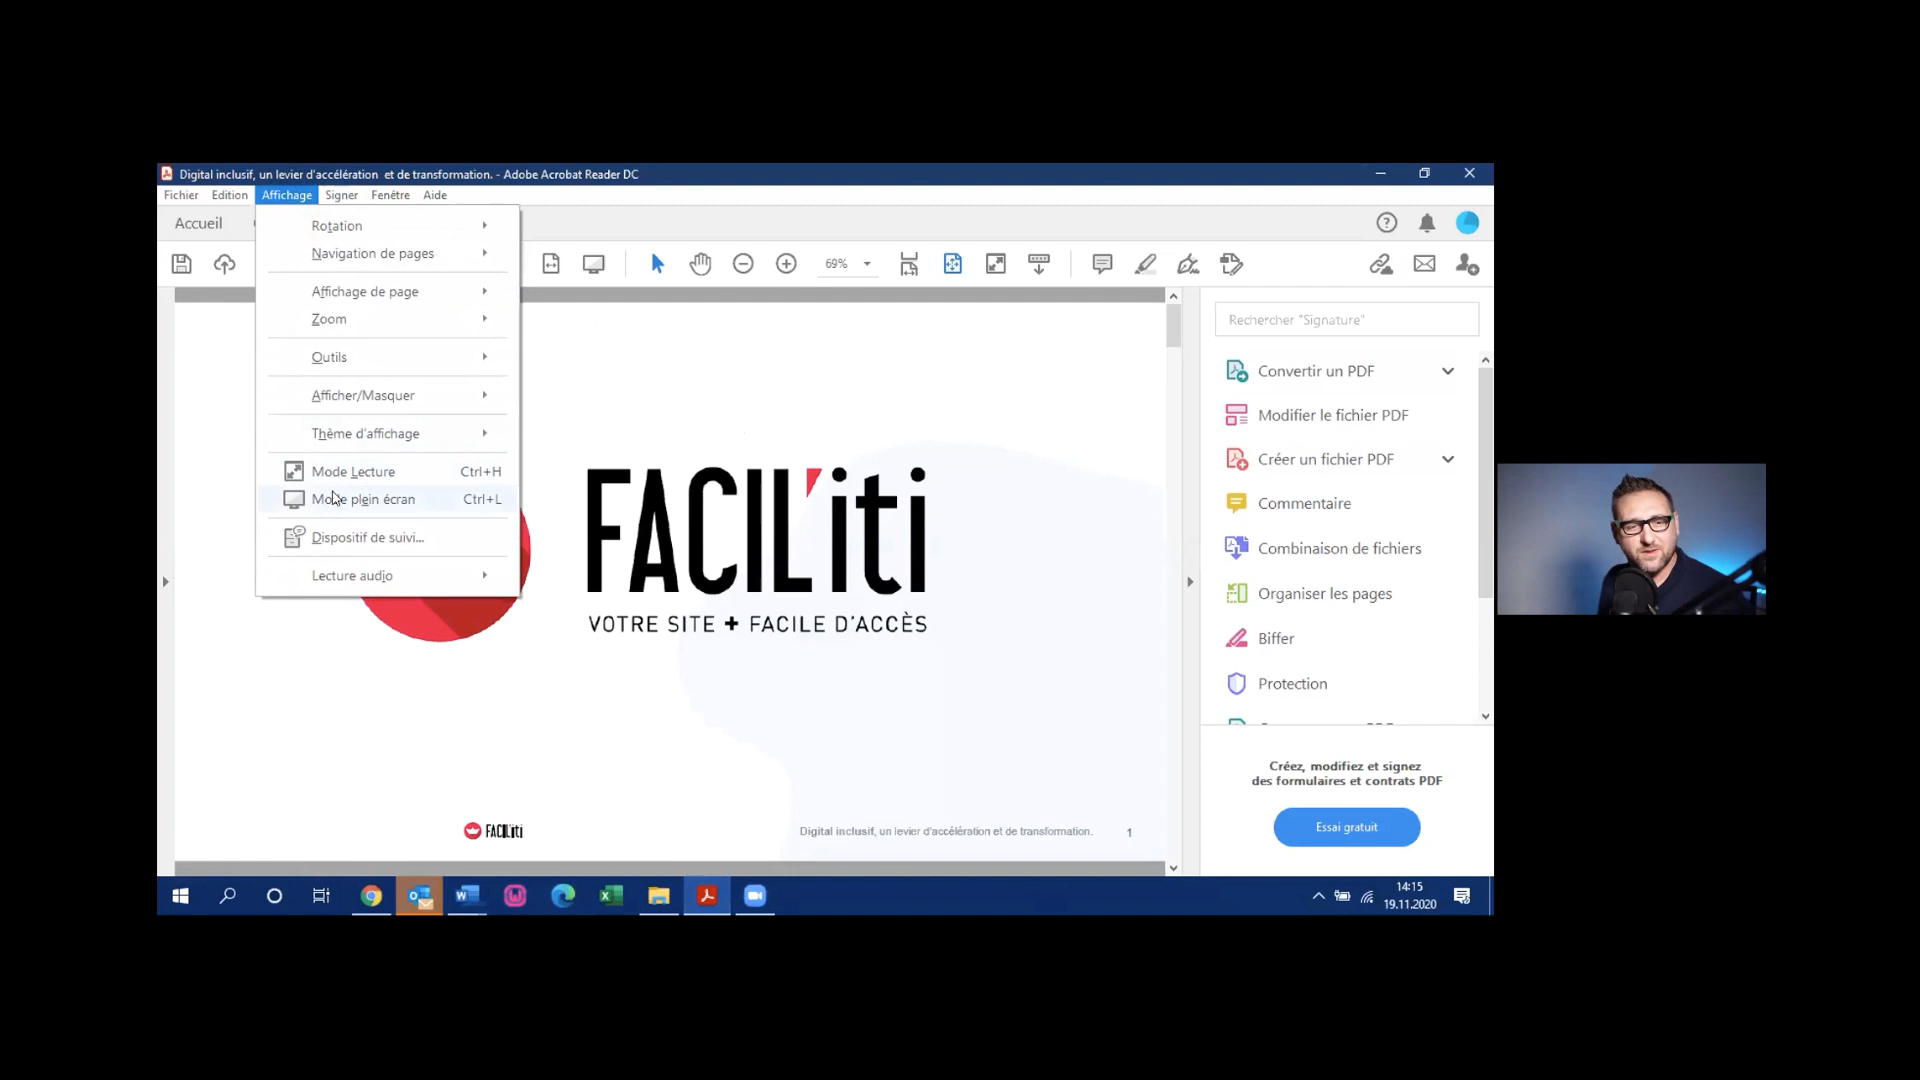 Digital inclusif, un levier d'accélération et de transformation. - Adobe Acrobat Reader DC
Fichier Edition Affichage Signer Fenêtre Aide
Accueil
69%
Rotation
Navigation de pages
Affichage de page
Zoom
Outils
Afficher/Masquer
Thème d'affichage
Mode Lecture Ctrl+H
Mode plein écran Ctrl+L
Dispositif de suivi...
Lecture audio
FACIL'iti
VOTRE SITE + FACILE D'ACCÈS
FACIL'iti
Digital inclusif, un levier d'accélération et de transformation. 1
Rechercher "Signature"
Convertir un PDF
Modifier le fichier PDF
Créer un fichier PDF
Commentaire
Combinaison de fichiers
Organiser les pages
Biffer
Protection
Créez, modifiez et signez
des formulaires et contrats PDF
Essai gratuit
14:15
19.11.2020